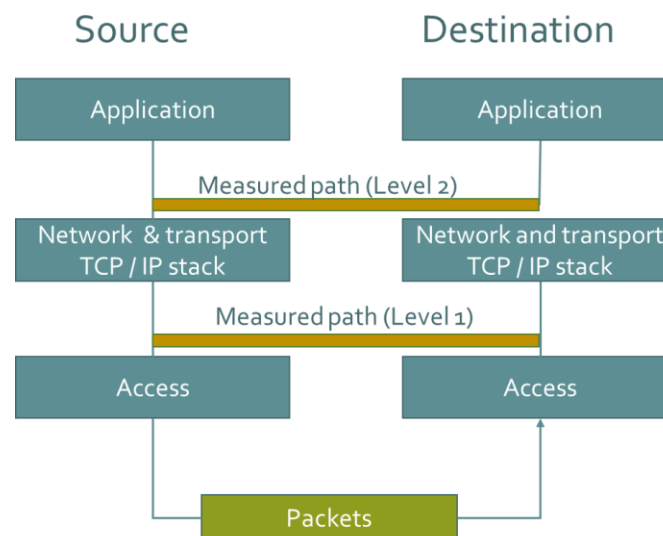 Source
Destination
Application
Application
Measured path (Level 2)
Network & transport
TCP / IP stack
Network and transport
TCP / IP stack
Measured path (Level 1)
Access
Access
Packets